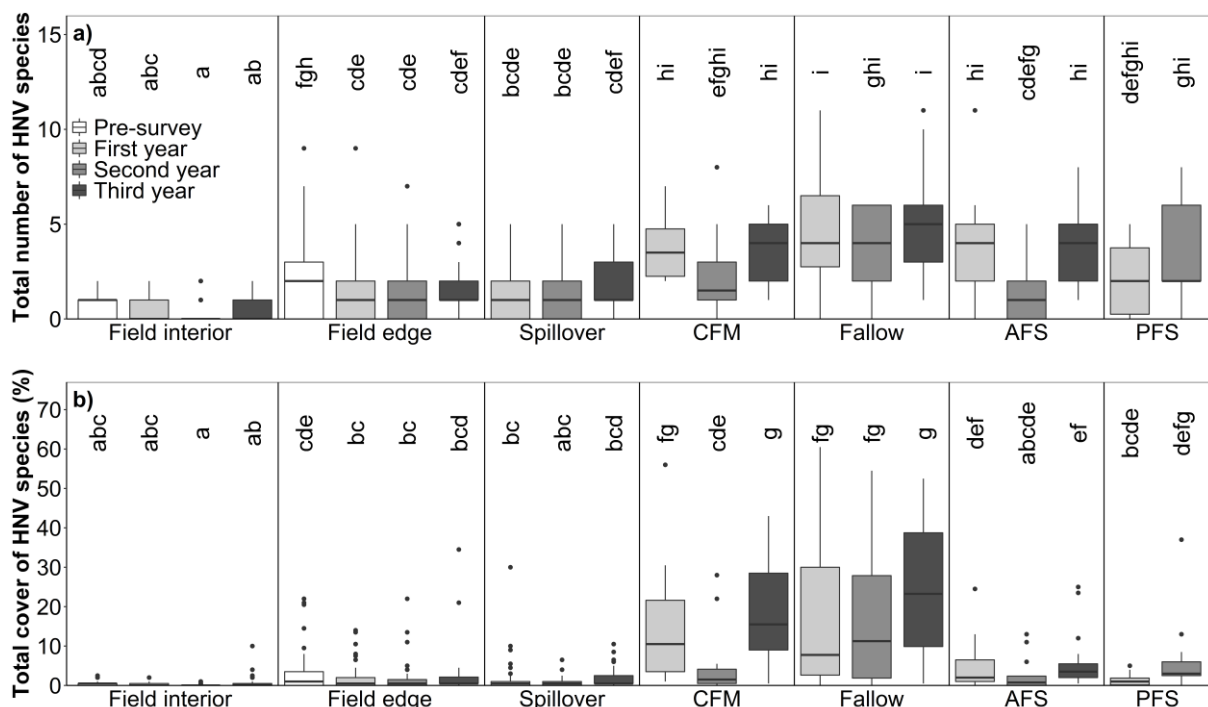 a)
Total number of HNV species
15
10
5
0
abcd abc a ab fgh cde cde cdef bcde bcde cdef hi efghi hi i ghi i hi cdefg hi defghi ghi
Pre-survey
First year
Second year
Third year
Field interior Field edge Spillover CFM Fallow AFS PFS
b)
Total cover of HNV species (%)
70
60
50
40
30
20
10
0
abc abc a ab cde bc bc bcd bc abc bcd fg cde g fg fg g def abcde ef bcde defg
Field interior Field edge Spillover CFM Fallow AFS PFS